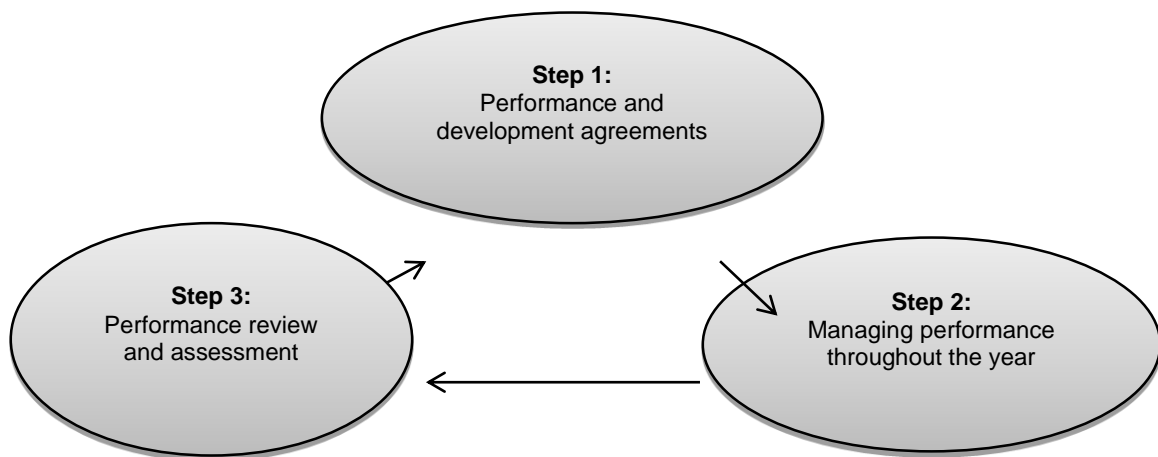 Step 1:
Performance and
development agreements
Step 2:
Managing performance
throughout the year
Step 3:
Performance review
and assessment